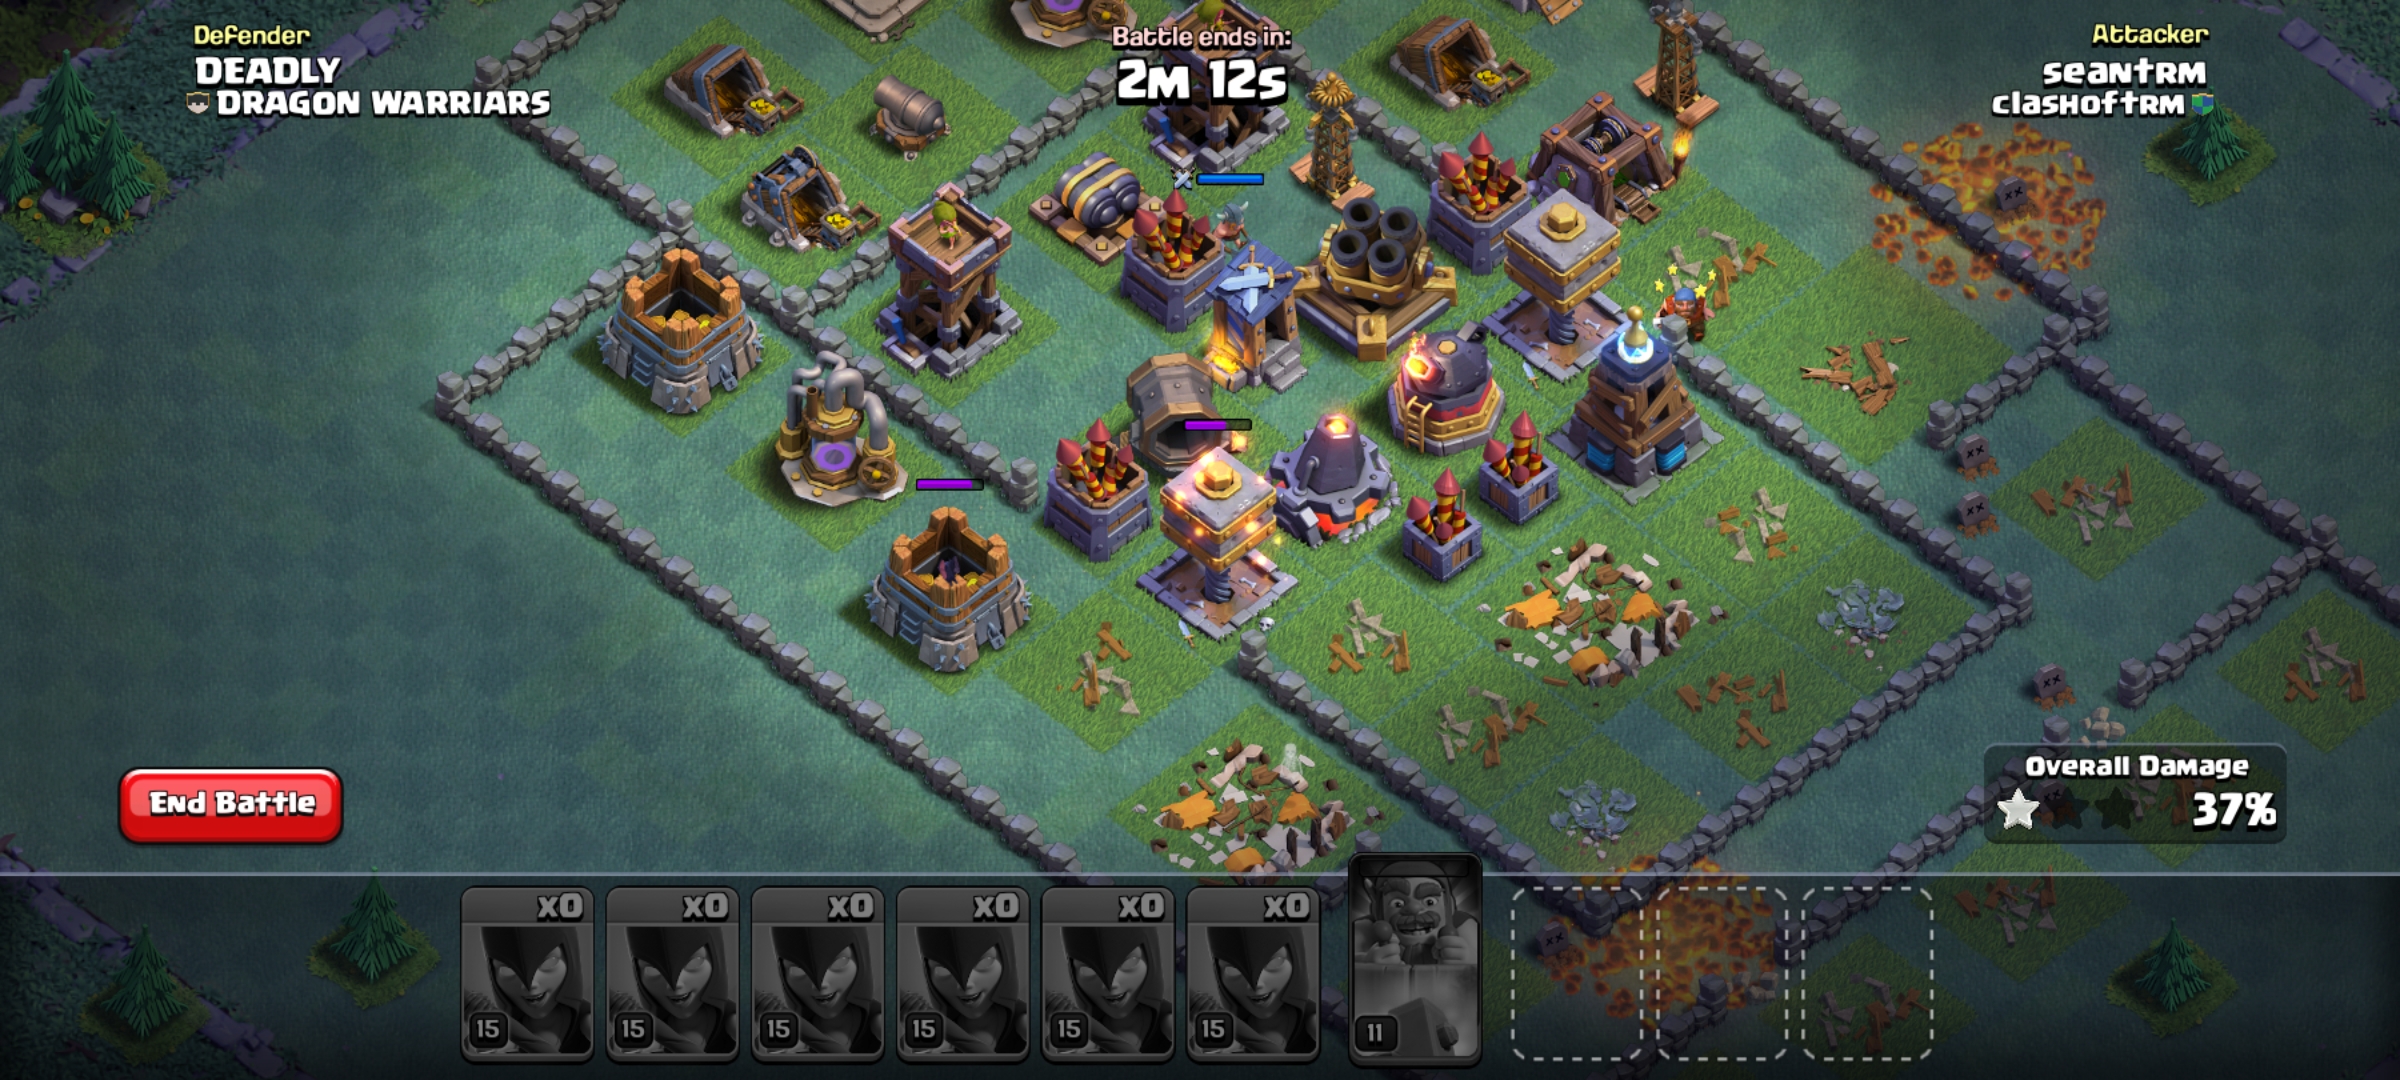 Defender
DEADLY
DRAGON WARRIARS
Battle ends in:
2M 12S
Attacker
seantRM
clashoftRM
End Battle
Overall Damage
37%
x0
x0
x0
x0
x0
x0
15
15
15
15
15
15
11